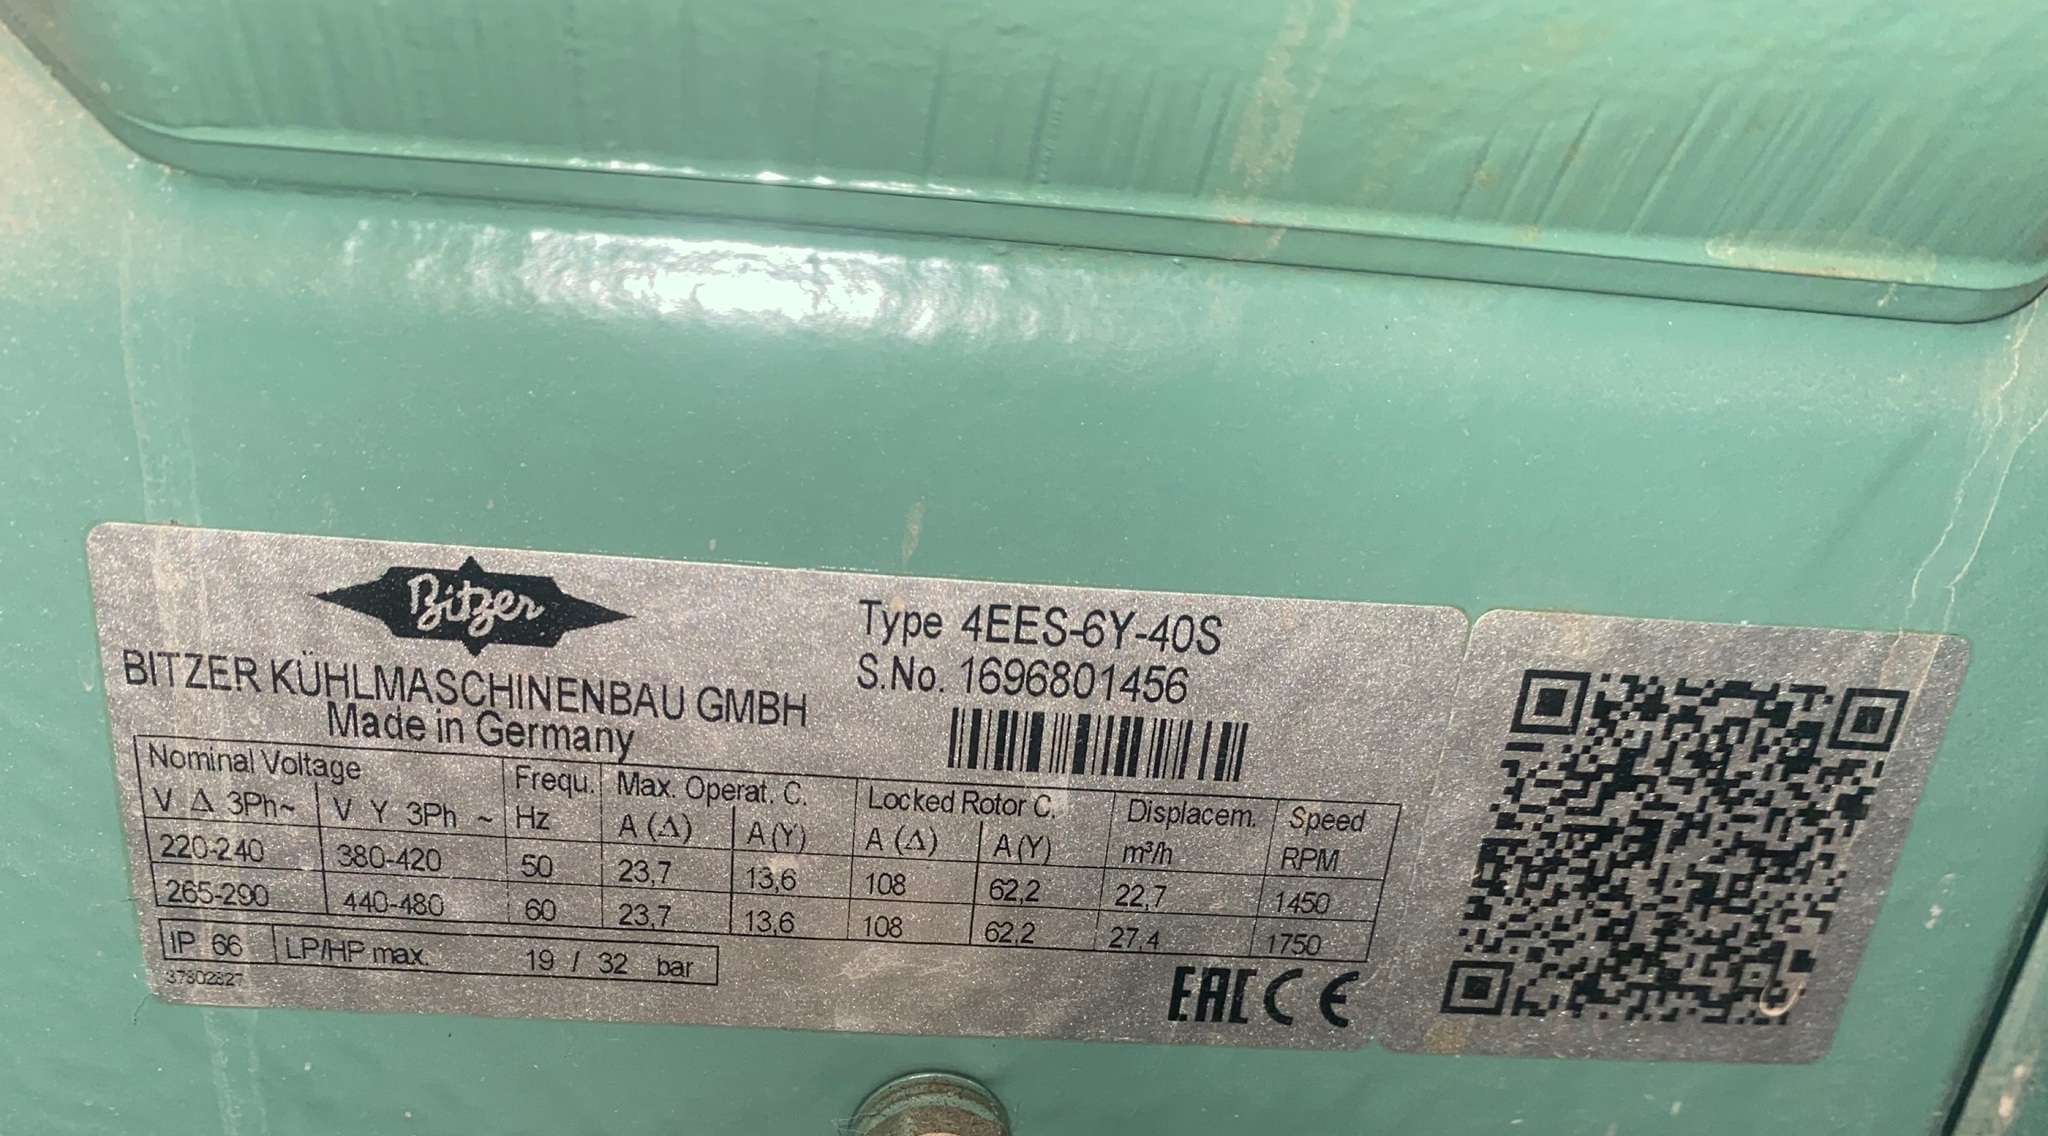 Bitzer
BITZER KÜHLMASCHINENBAU GMBH
Made in Germany
Type 4EES-6Y-40S
S.No. 1696801456
Nominal Voltage Frequ. Max. Operat. C. Locked Rotor C. Displacem. Speed
V Δ 3Ph~ V Y 3Ph ~ Hz A (Δ) A (Y) A (Δ) A (Y) m³/h RPM
220-240 380-420 50 23,7 13,6 108 62,2 22,7 1450
265-290 440-480 60 23,7 13,6 108 62,2 27,4 1750
IP 66 LP/HP max. 19 / 32 bar
37802827
EAC CE